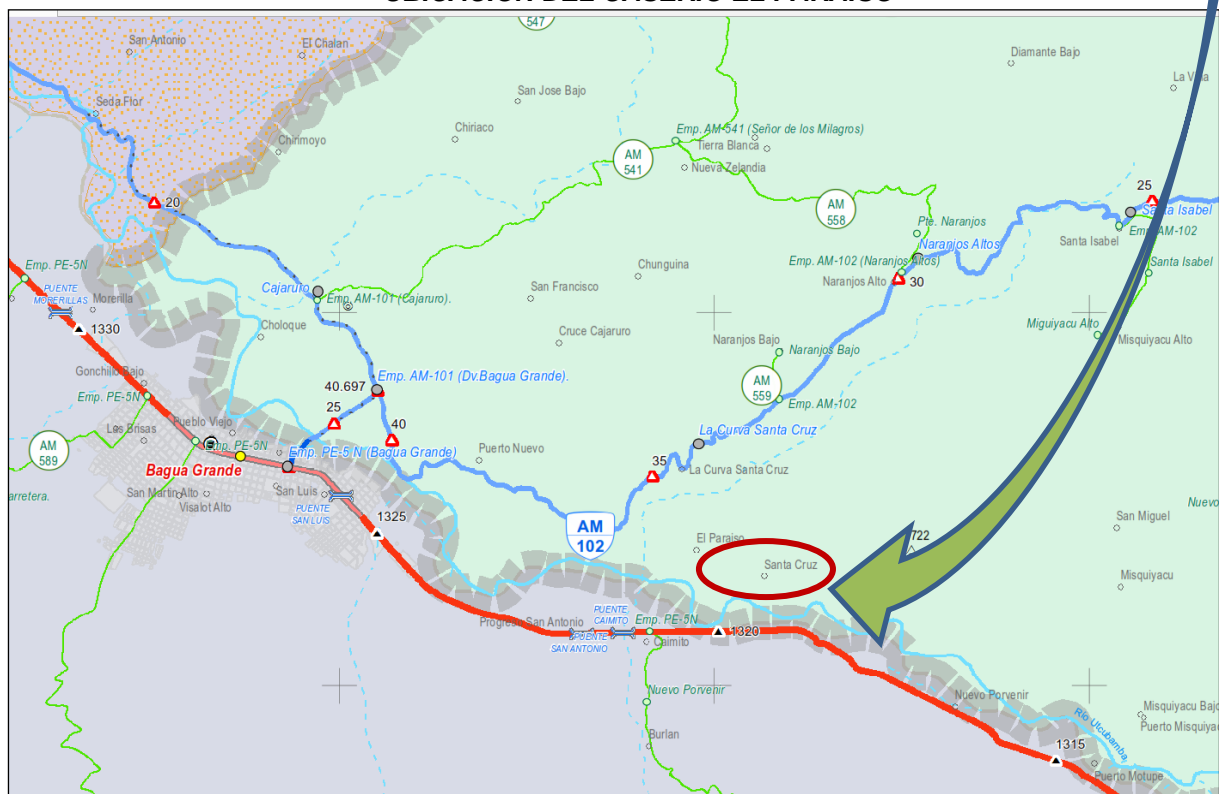 547
San Antonio
El Chalan
Diamante Bajo
San Jose Bajo
Seda Flor
Chiriaco
Emp. AM-541 (Señor de los Milagros)
Chirimoyo
Tierra Blanca
AM
541
Nueva Zelandia
20
AM
558
25
Pte. Naranjos
Santa Isabel
Naranjos Altos
Santa Isabel
Emp. AM-102
Emp. PE-5N
Chunguina
Emp. AM-102 (Naranjos Altos)
Santa Isabel
PUENTE
MORERILLAS
Morerilla
Cajaruro
Emp. AM-101 (Cajaruro).
San Francisco
Naranjos Alto
30
1330
Choloque
Cruce Cajaruro
Naranjos Bajo
Naranjos Bajo
Miguiyacu Alto
Misquiyacu Alto
Gonchillo Bajo
Emp. AM-101 (Dv.Bagua Grande).
40.697
AM
559
Emp. PE-5N
25
Emp. AM-102
40
Pueblo Viejo
La Curva Santa Cruz
Los Brisas
Emp. PE-5N
Emp. PE-5 N (Bagua Grande)
Puerto Nuevo
AM
589
Bagua Grande
35
La Curva Santa Cruz
San Martin Alto
San Luis
Visalot Alto
PUENTE
SAN LUIS
1325
AM
102
San Miguel
El Paraiso
722
Santa Cruz
Misquiyacu
PUENTE
CAIMITO
Progreso San Antonio
Emp. PE-5N
1320
PUENTE
SAN ANTONIO
Caimito
Nuevo Porvenir
Nuevo Porvenir
Misquiyacu Bajo
Río Utcubamba
Burlan
1315
Puerto Motupe